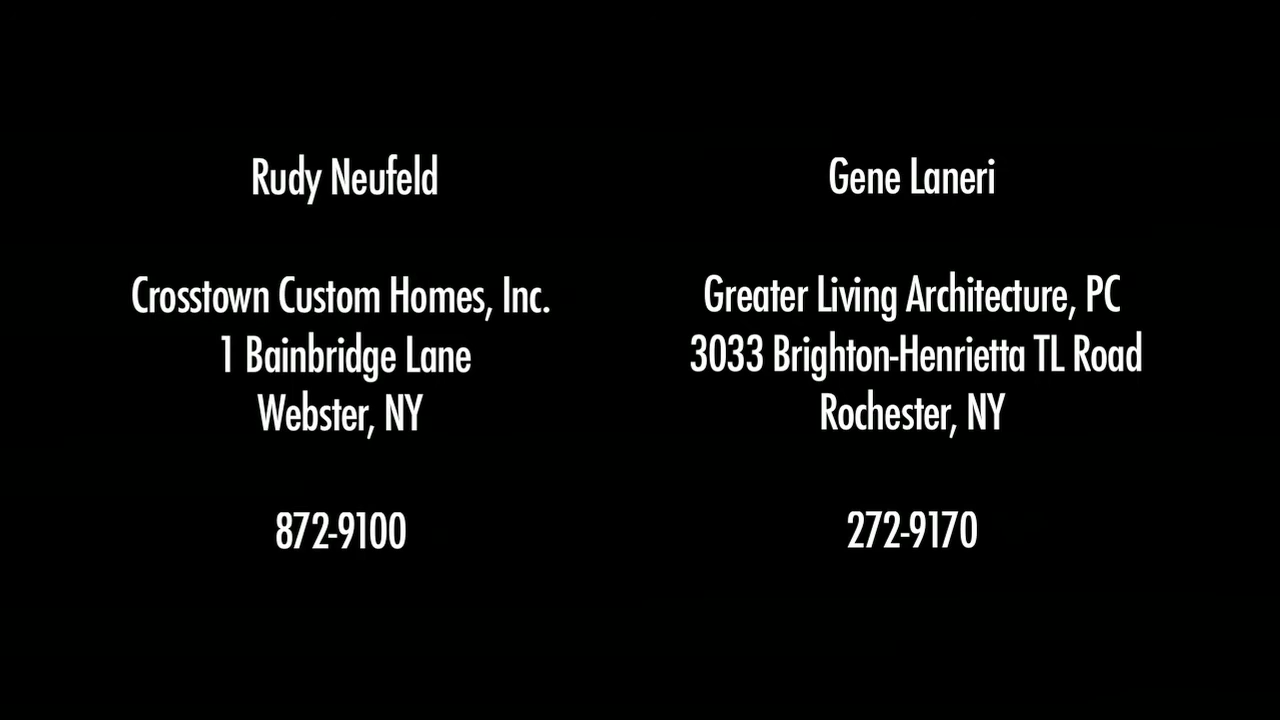 Rudy Neufeld
Crosstown Custom Homes, Inc.
1 Bainbridge Lane
Webster, NY
872-9100
Gene Laneri
Greater Living Architecture, PC
3033 Brighton-Henrietta TL Road
Rochester, NY
272-9170